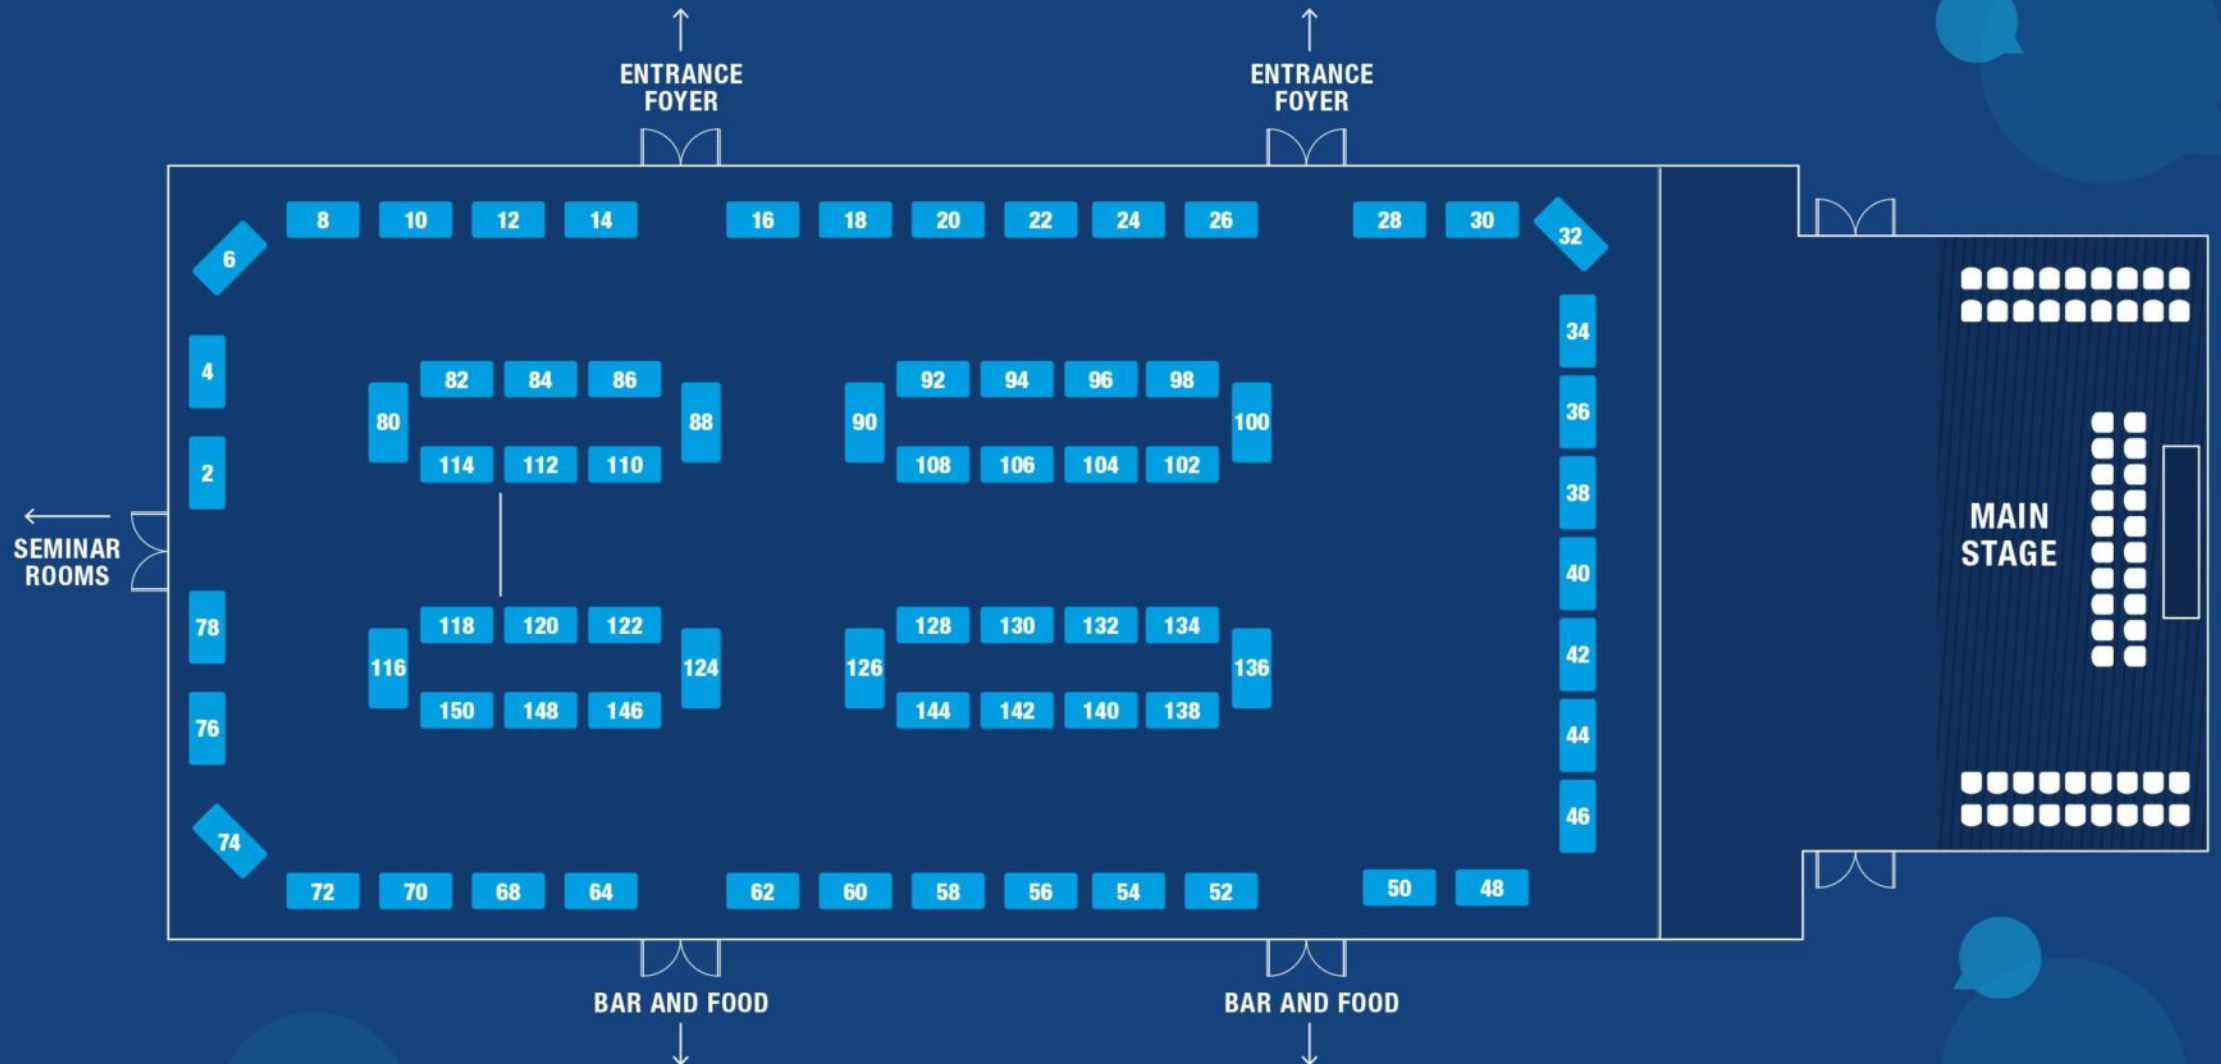 ENTRANCE
FOYER
ENTRANCE
FOYER
8 10 12 14 16 18 20 22 24 26 28 30
32
6
34
4
82 84 86 92 94 96 98
36
80 88 90 100
114 112 110 108 106 104 102
2
38
SEMINAR
ROOMS
MAIN
STAGE
40
78
118 120 122 128 130 132 134
42
116 124 126 136
150 148 146 144 142 140 138
76
44
46
74
72 70 68 64 62 60 58 56 54 52 50 48
BAR AND FOOD
BAR AND FOOD